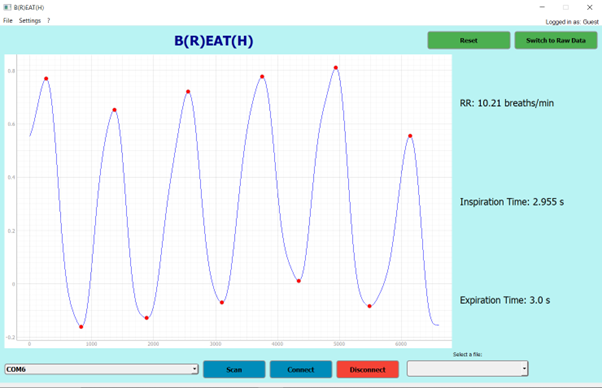 B(R)EAT(H)
File Settings ?
Logged in as: Guest
B(R)EAT(H)
Reset
Switch to Raw Data
0.8
0.6
0.4
0.2
0
-0.2
0 1000 2000 3000 4000 5000 6000
RR: 10.21 breaths/min
Inspiration Time: 2.955 s
Expiration Time: 3.0 s
Select a file:
COM6
Scan
Connect
Disconnect